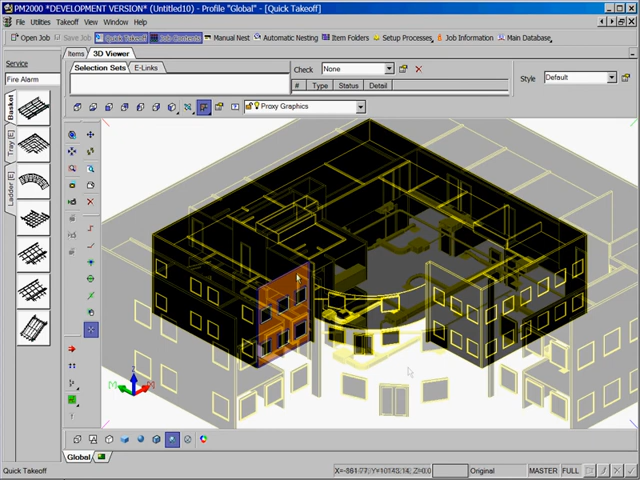 PM2000 *DEVELOPMENT VERSION* (Untitled10) - Profile "Global" - [Quick Takeoff]
File Utilities Takeoff View Windows Help
Open Job Save Job Quick Takeoff Job Contents Manual Nest Automatic Nesting Item Folders Setup Processes Job Information Main Database
Items 3D Viewer
Service
Selection Sets E-Links
Check None
# Type Status Detail
Style Default
Fire Alarm
Proxy Graphics
Basket
Tray [E]
Ladder [E]
Global
Quick Takeoff
Original MASTER FULL